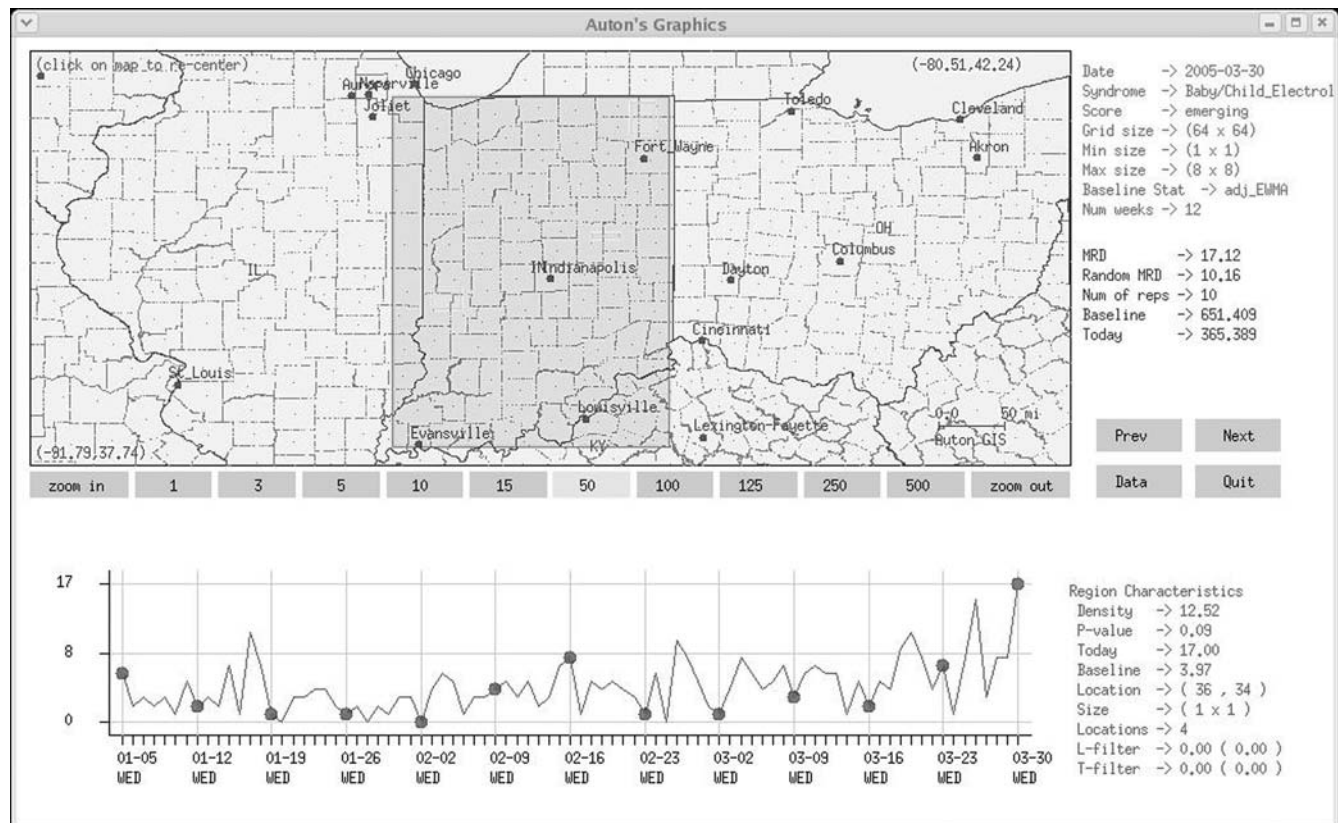 Auton's Graphics
(click on map to re-center)
(-80.51,42.24)
Chicago
Naperville
Joliet
Toledo
Cleveland
Fort Wayne
Akron
OH
Columbus
IL
IN
Indianapolis
Dayton
Cincinnati
St.Louis
Louisville
Evansville
KY
Lexington-Fayette
0.0 50 mi
Auton GIS
(-91.79,37.74)
Date -> 2005-03-30
Syndrome -> Baby/Child_Electrol
Score -> emerging
Grid size -> (64 x 64)
Min size -> (1 x 1)
Max size -> (8 x 8)
Baseline Stat -> adj_EWMA
Num weeks -> 12
MRD -> 17.12
Random MRD -> 10.16
Num of reps -> 10
Baseline -> 651.409
Today -> 365.389
Prev Next
Data Quit
zoom in 1 3 5 10 15 50 100 125 250 500 zoom out
17
8
0
01-05 01-12 01-19 01-26 02-02 02-09 02-16 02-23 03-02 03-09 03-16 03-23 03-30
WED WED WED WED WED WED WED WED WED WED WED WED WED
Region Characteristics
Density -> 12.52
P-value -> 0.09
Today -> 17.00
Baseline -> 3.97
Location -> ( 36 , 34 )
Size -> ( 1 x 1 )
Locations -> 4
L-filter -> 0.00 ( 0.00 )
T-filter -> 0.00 ( 0.00 )